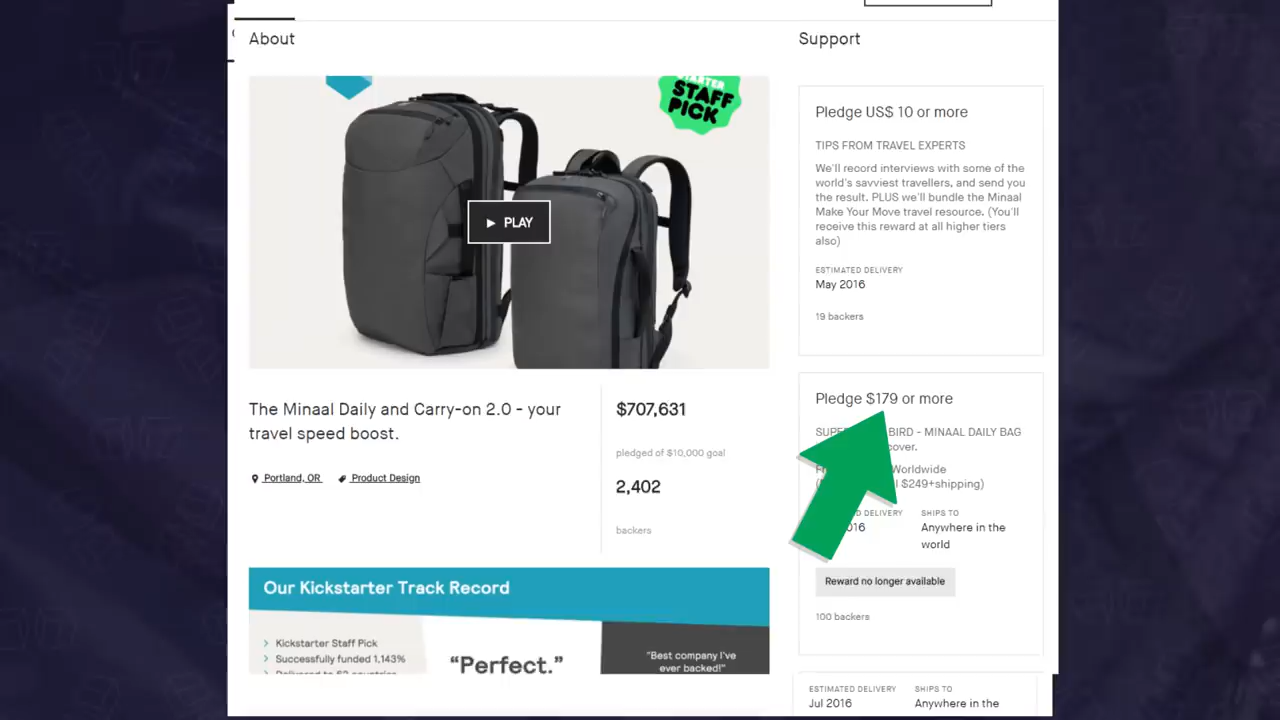 About
Support
STAFF
PICK
PLAY
Pledge US$ 10 or more
TIPS FROM TRAVEL EXPERTS
We'll record interviews with some of the
world's savviest travellers, and send you
the result. PLUS we'll bundle the Minaal
Make Your Move travel resource. (You'll
receive this reward at all higher tiers
also)
ESTIMATED DELIVERY
May 2016
19 backers
The Minaal Daily and Carry-on 2.0 - your
travel speed boost.
Portland, OR
Product Design
$707,631
pledged of $10,000 goal
2,402
backers
Pledge $179 or more
BIRD - MINAAL DAILY BAG
cover.
Worldwide
$249+shipping)
DELIVERY
SHIPS TO
Anywhere in the
world
Reward no longer available
100 backers
Our Kickstarter Track Record
Kickstarter Staff Pick
Successfully funded 1,143%
"Perfect."
"Best company I've
ever backed!"
ESTIMATED DELIVERY
SHIPS TO
Jul 2016
Anywhere in the